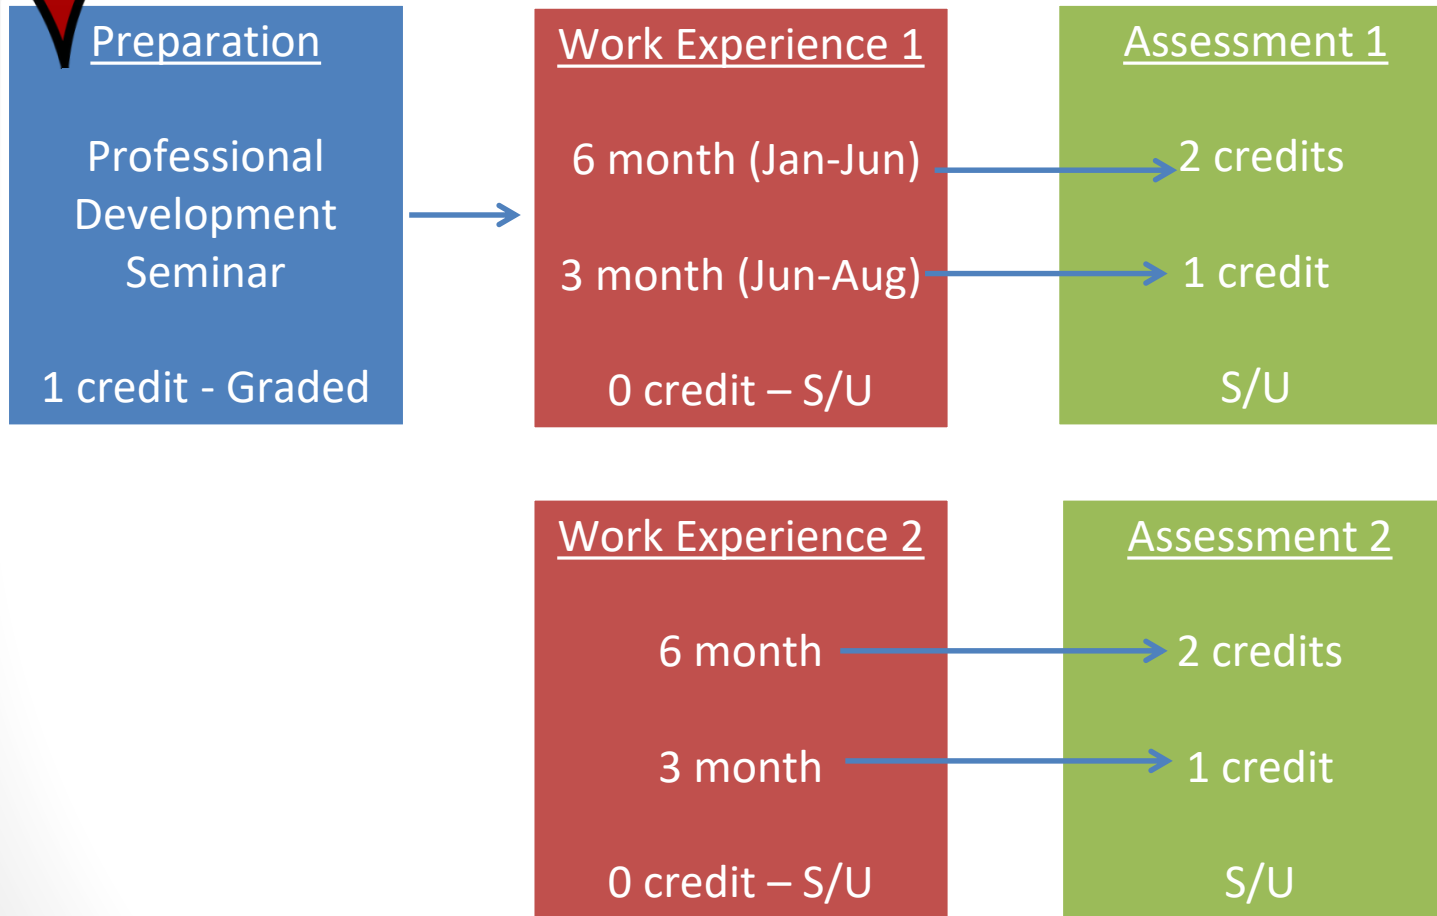 Preparation
Professional
Development
Seminar
1 credit - Graded
Work Experience 1
6 month (Jan-Jun)
3 month (Jun-Aug)
0 credit – S/U
Assessment 1
2 credits
1 credit
S/U
Work Experience 2
6 month
3 month
0 credit – S/U
Assessment 2
2 credits
1 credit
S/U